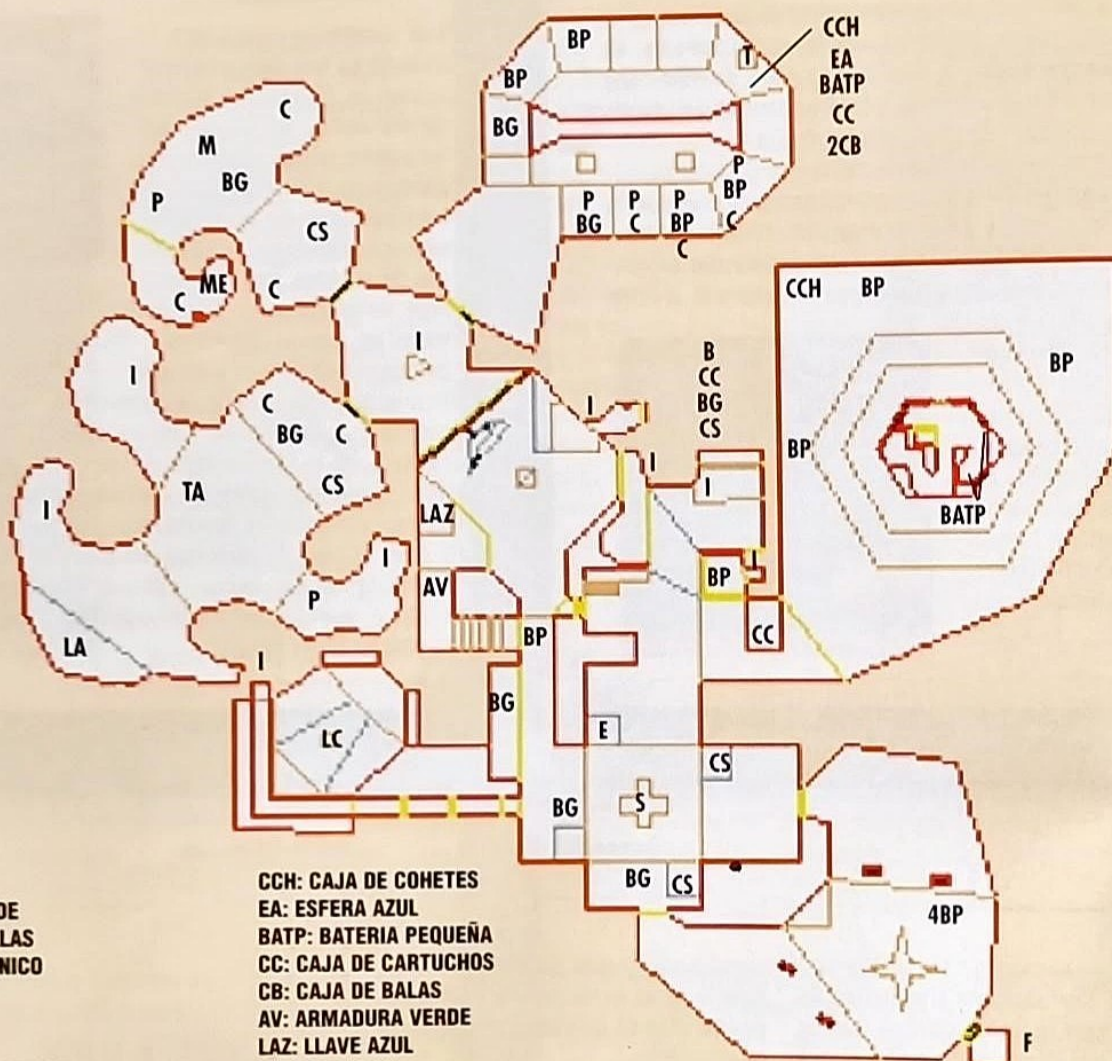 BP
CCH
T
EA
BP
BATP
C
CC
BG
M
2CB
P
BG
BP
P
P
P
P
BG
C
BP
C
C
CS
ME
C
C
I
CCH BP
B
BP
CC
I
BG
C
I
CS
BG
C
I
BP
TA
CS
I
I
LAZ
BATP
I
I
AV
BP
P
BP
CC
LA
I
BG
E
LC
CS
BG
S
BG
CS
4BP
F
DE
LAS
NICO
CCH: CAJA DE COHETES
EA: ESFERA AZUL
BATP: BATERIA PEQUEÑA
CC: CAJA DE CARTUCHOS
CB: CAJA DE BALAS
AV: ARMADURA VERDE
LAZ: LLAVE AZUL